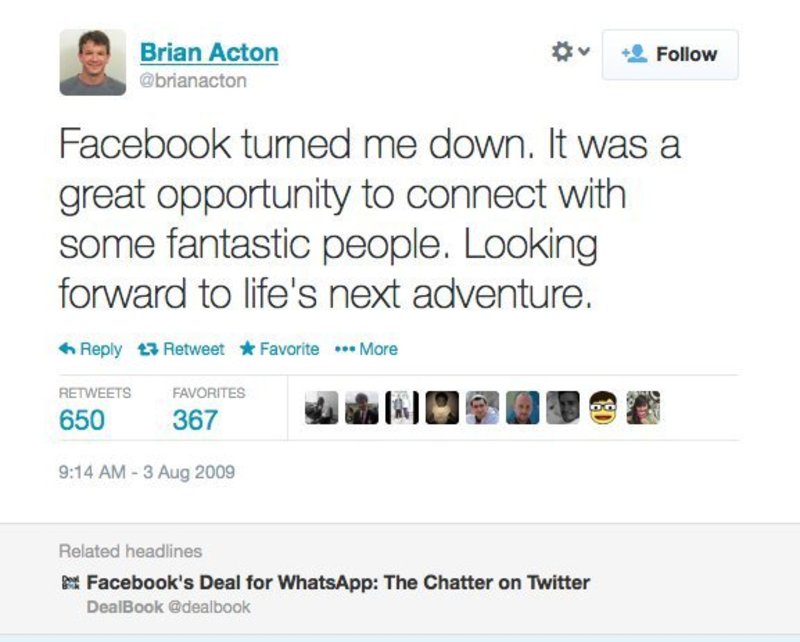 Brian Acton
@brianacton
Follow
Facebook turned me down. It was a
great opportunity to connect with
some fantastic people. Looking
forward to life's next adventure.
Reply Retweet Favorite More
RETWEETS FAVORITES
650 367
9:14 AM - 3 Aug 2009
Related headlines
Facebook's Deal for WhatsApp: The Chatter on Twitter
DealBook @dealbook